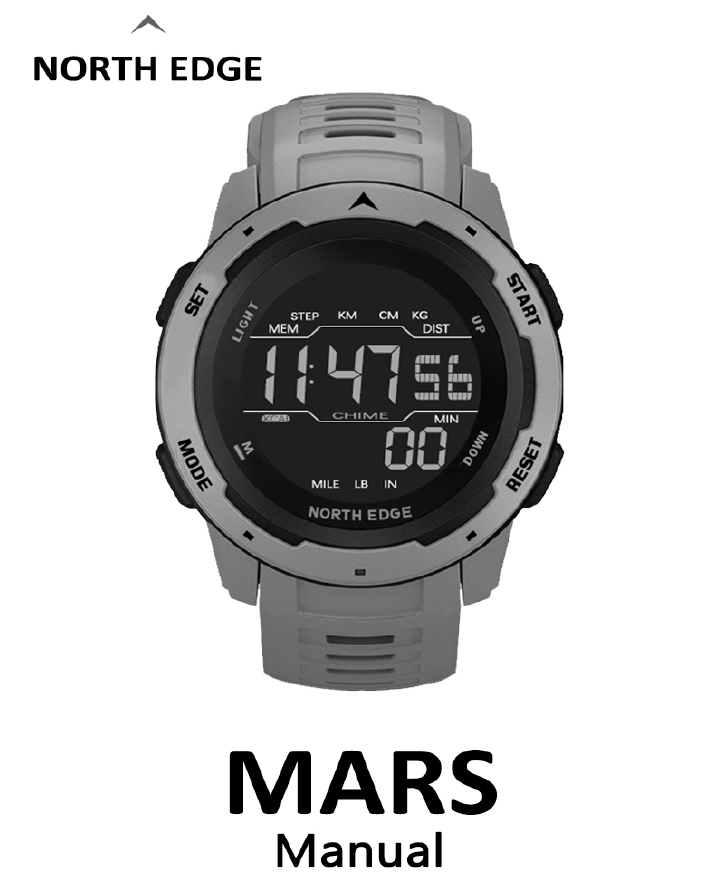 NORTH EDGE
SET
START
LIGHT
UP
STEP KM CM KG
MEM DIST
11:47 56
KCAL CHIME MIN
00
MODE
M
DOWN
RESET
MILE LB IN
NORTH EDGE
MARS
Manual